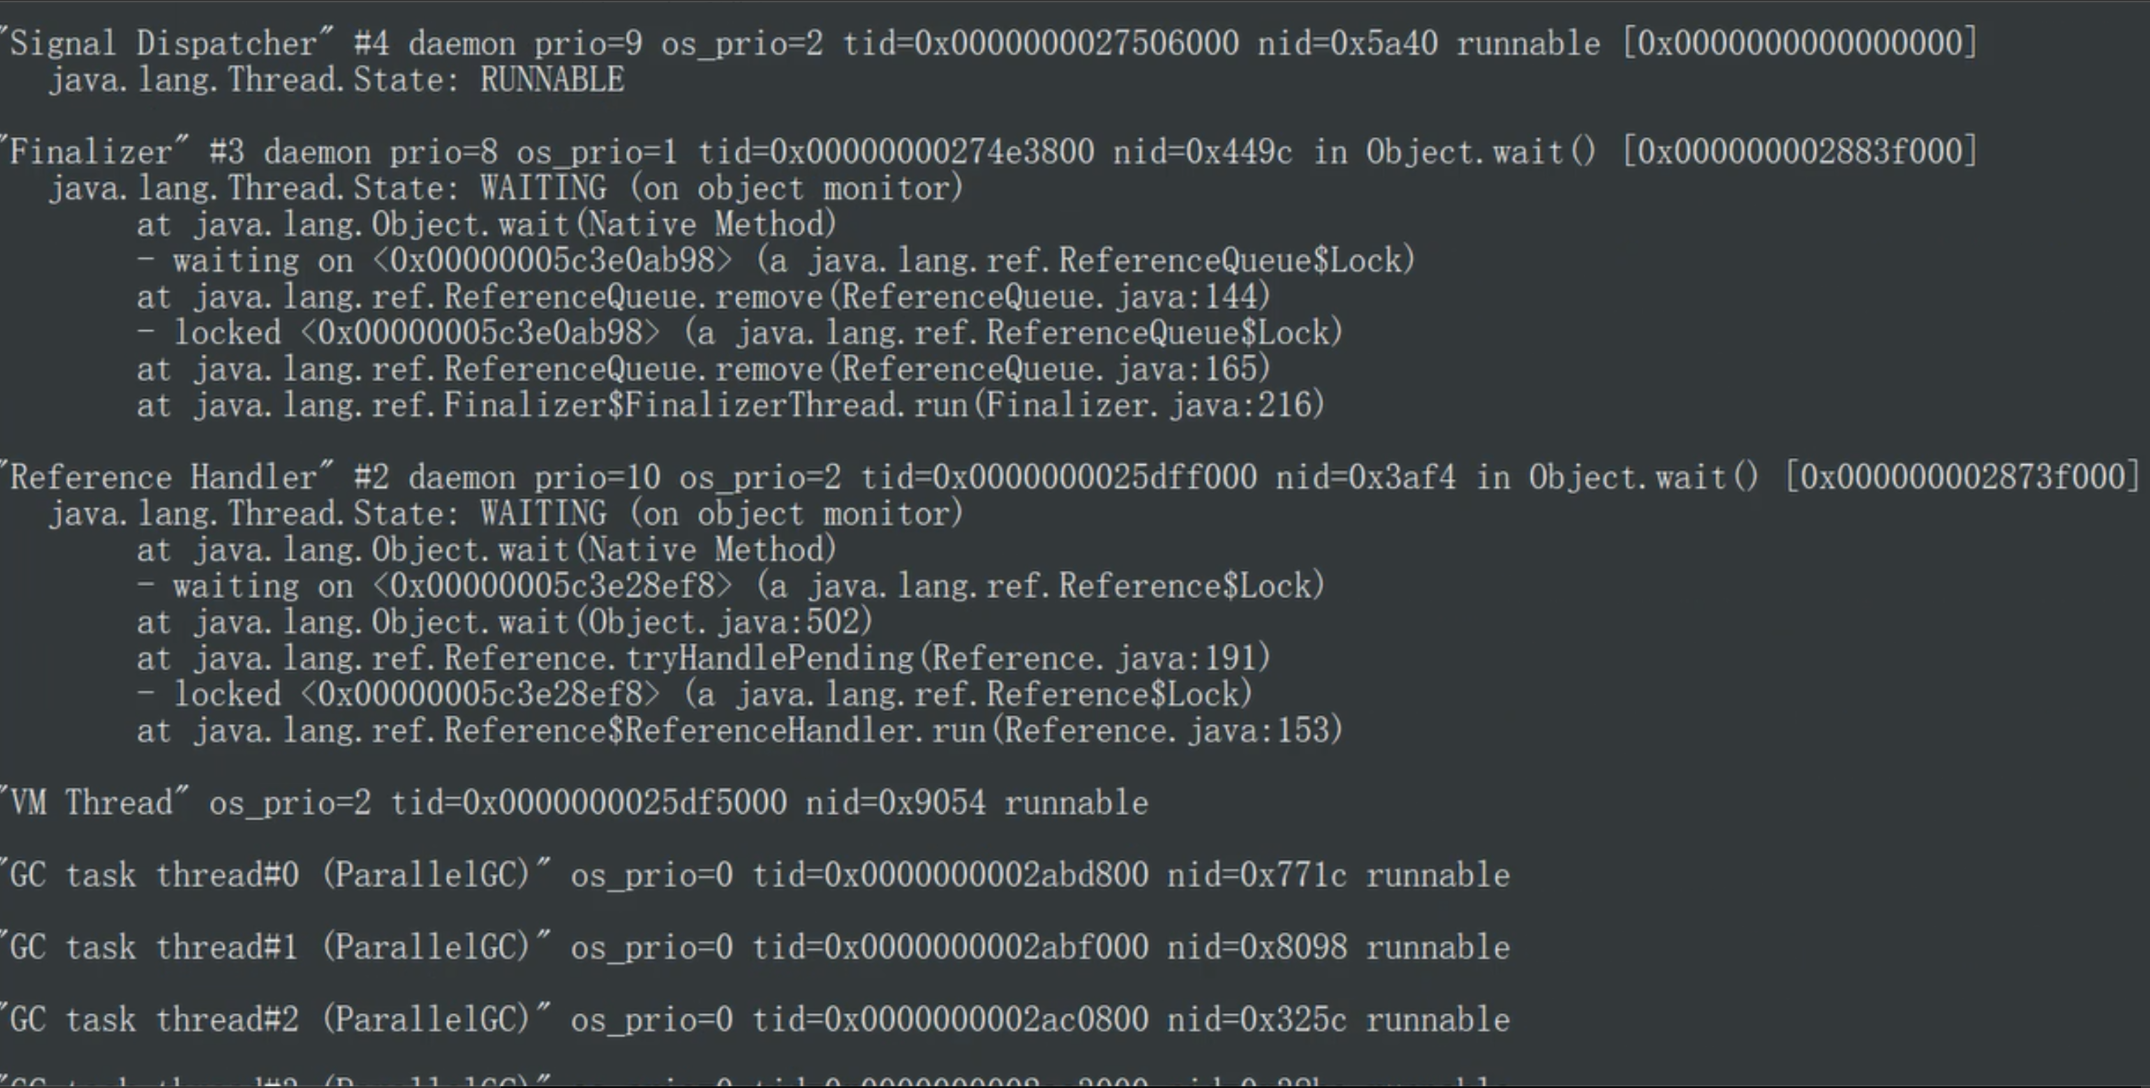 "Signal Dispatcher" #4 daemon prio=9 os_prio=2 tid=0x0000000027506000 nid=0x5a40 runnable [0x0000000000000000]
java.lang.Thread.State: RUNNABLE
"Finalizer" #3 daemon prio=8 os_prio=1 tid=0x00000000274e3800 nid=0x449c in Object.wait() [0x000000002883f000]
java.lang.Thread.State: WAITING (on object monitor)
at java.lang.Object.wait(Native Method)
- waiting on <0x00000005c3e0ab98> (a java.lang.ref.ReferenceQueue$Lock)
at java.lang.ref.ReferenceQueue.remove(ReferenceQueue.java:144)
- locked <0x00000005c3e0ab98> (a java.lang.ref.ReferenceQueue$Lock)
at java.lang.ref.ReferenceQueue.remove(ReferenceQueue.java:165)
at java.lang.ref.Finalizer$FinalizerThread.run(Finalizer.java:216)
"Reference Handler" #2 daemon prio=10 os_prio=2 tid=0x0000000025dff000 nid=0x3af4 in Object.wait() [0x000000002873f000]
java.lang.Thread.State: WAITING (on object monitor)
at java.lang.Object.wait(Native Method)
- waiting on <0x00000005c3e28ef8> (a java.lang.ref.Reference$Lock)
at java.lang.Object.wait(Object.java:502)
at java.lang.ref.Reference.tryHandlePending(Reference.java:191)
- locked <0x00000005c3e28ef8> (a java.lang.ref.Reference$Lock)
at java.lang.ref.Reference$ReferenceHandler.run(Reference.java:153)
"VM Thread" os_prio=2 tid=0x0000000025df5000 nid=0x9054 runnable
"GC task thread#0 (ParallelGC)" os_prio=0 tid=0x0000000002abd800 nid=0x771c runnable
"GC task thread#1 (ParallelGC)" os_prio=0 tid=0x0000000002abf000 nid=0x8098 runnable
"GC task thread#2 (ParallelGC)" os_prio=0 tid=0x0000000002ac0800 nid=0x325c runnable